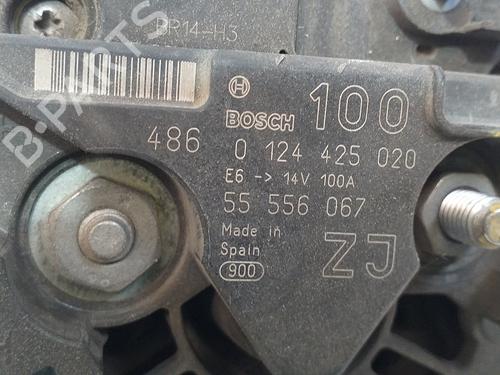 BR14-H3
B-PARTS
BOSCH 100
486 0 124 425 020
E6 -> 14V 100A
55 556 067
Made in
Spain
ZJ
900